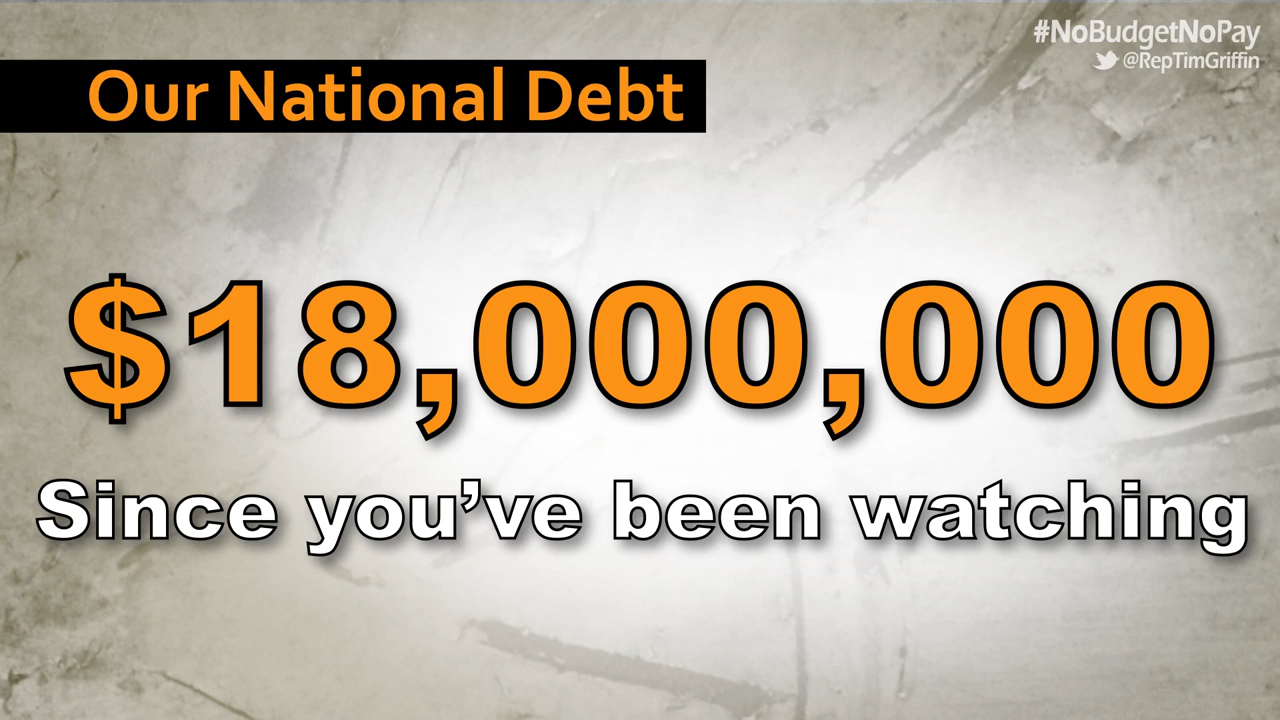 #NoBudgetNoPay
@RepTimGriffin
Our National Debt
$18,000,000
Since you’ve been watching